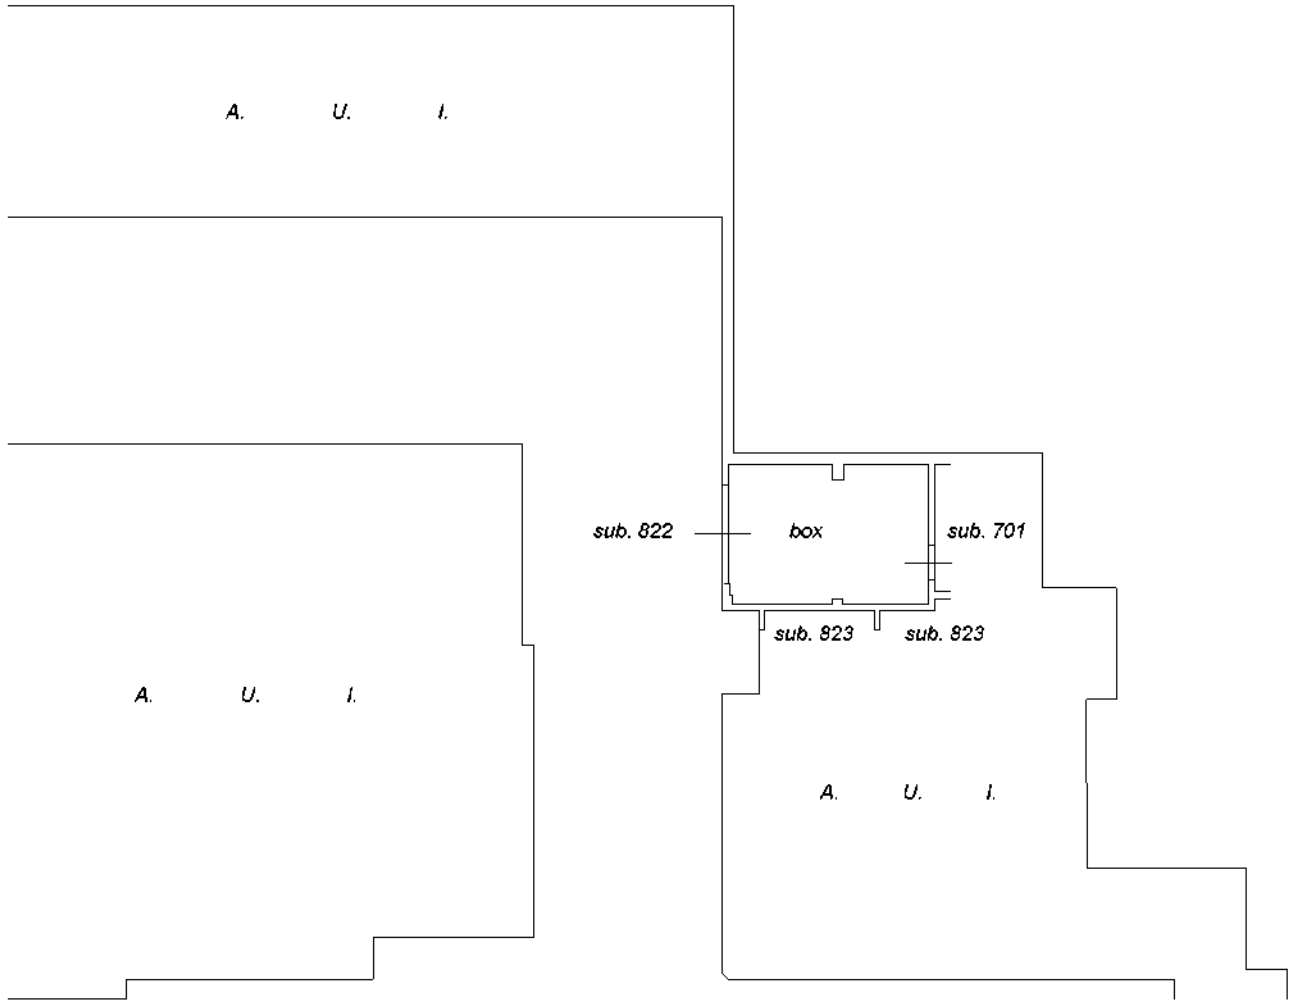 A. U. I.
sub. 822 box sub. 701
sub. 823 sub. 823
A. U. I.
A. U. I.